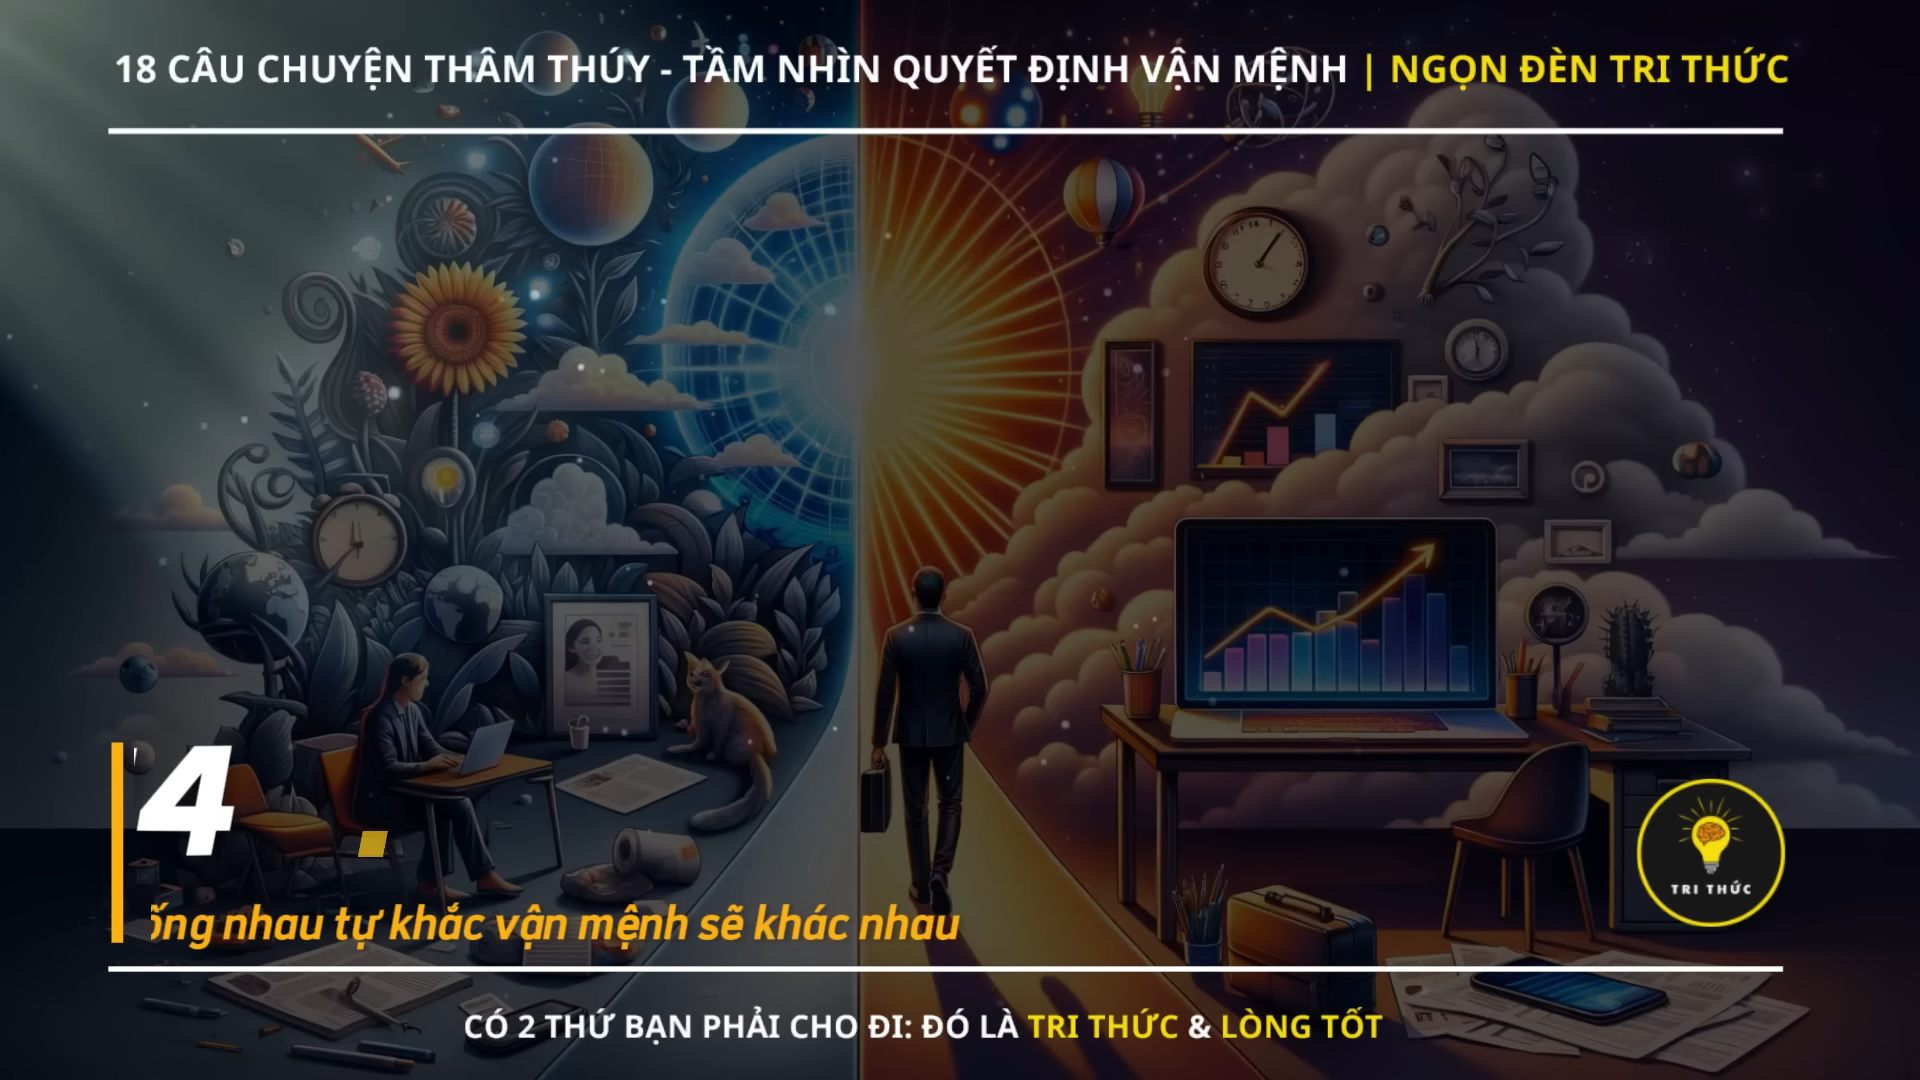 18 CÂU CHUYỆN THÂM THÚY - TẦM NHÌN QUYẾT ĐỊNH VẬN MỆNH | NGỌN ĐÈN TRI THỨC
4
ống nhau tự khắc vận mệnh sẽ khác nhau
TRI THỨC
CÓ 2 THỨ BẠN PHẢI CHO ĐI: ĐÓ LÀ TRI THỨC & LÒNG TỐT